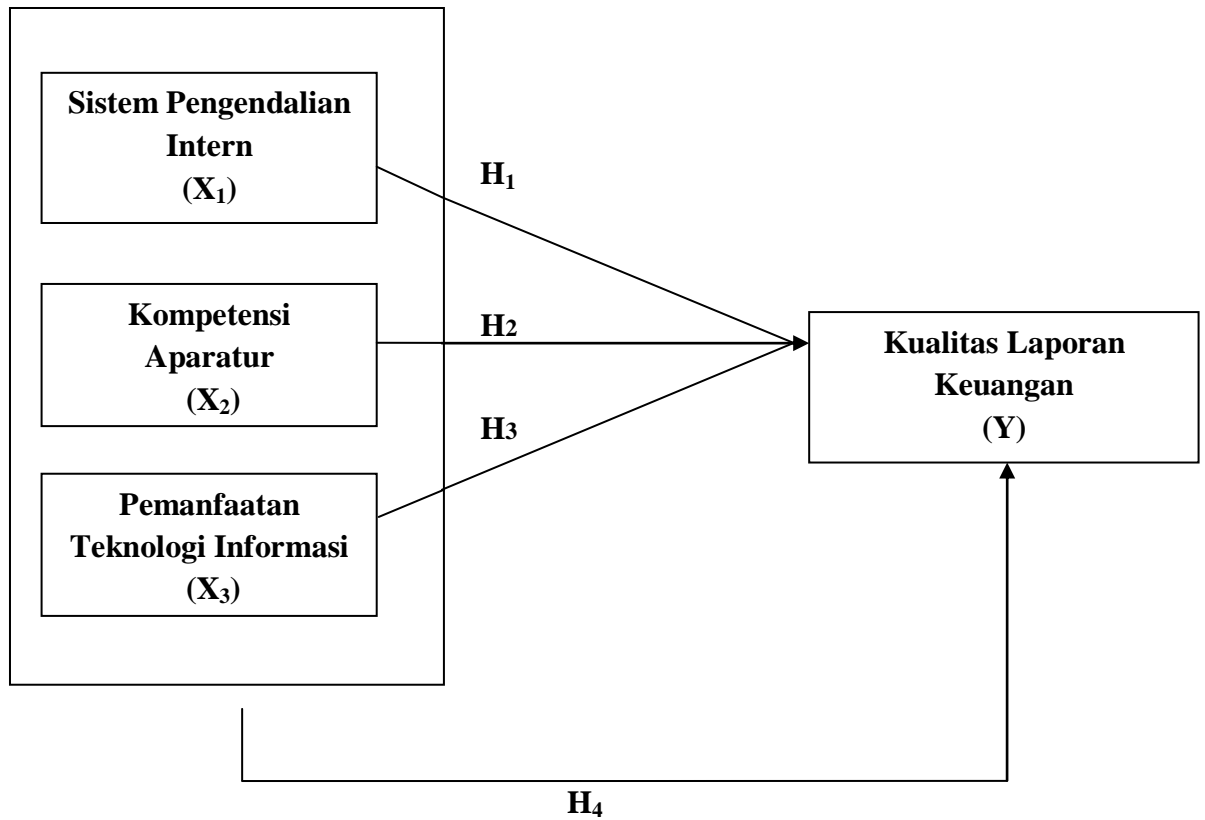 Sistem Pengendalian
Intern
(X₁)
H₁
Kompetensi
Aparatur
(X₂)
H2
Kualitas Laporan
Keuangan
(Y)
H3
Pemanfaatan
Teknologi Informasi
(X₃)
H₄